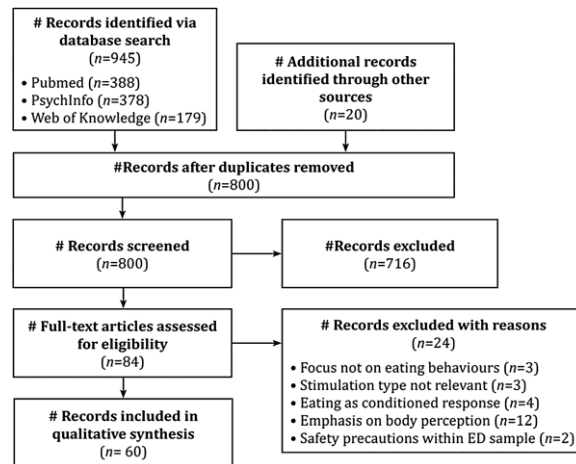 # Records identified via
database search
(n=945)
• Pubmed (n=388)
• PsychInfo (n=378)
• Web of Knowledge (n=179)
# Additional records
identified through other
sources
(n=20)
#Records after duplicates removed
(n=800)
# Records screened
(n=800)
#Records excluded
(n=716)
# Full-text articles assessed
for eligibility
(n=84)
# Records excluded with reasons
(n=24)
• Focus not on eating behaviours (n=3)
• Stimulation type not relevant (n=3)
• Eating as conditioned response (n=4)
• Emphasis on body perception (n=12)
• Safety precautions within ED sample (n=2)
# Records included in
qualitative synthesis
(n= 60)